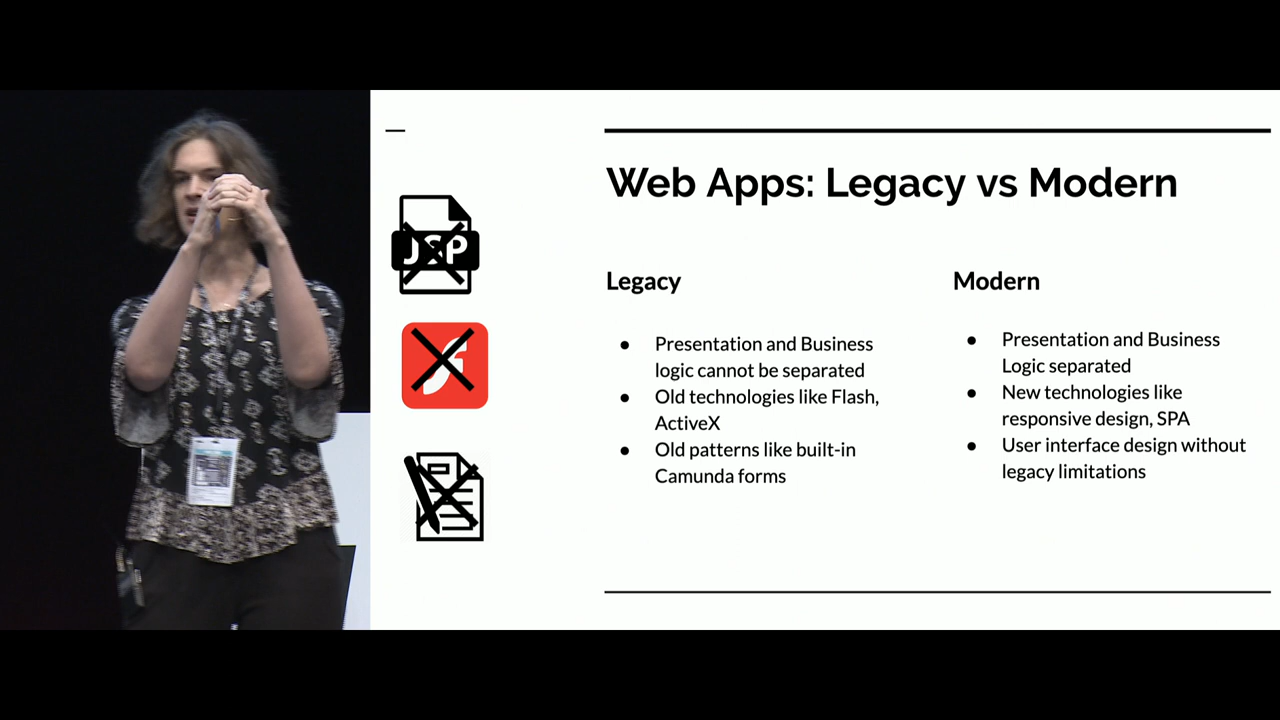 Web Apps: Legacy vs Modern
JSP
Legacy
● Presentation and Business
logic cannot be separated
● Old technologies like Flash,
ActiveX
● Old patterns like built-in
Camunda forms
Modern
● Presentation and Business
Logic separated
● New technologies like
responsive design, SPA
● User interface design without
legacy limitations